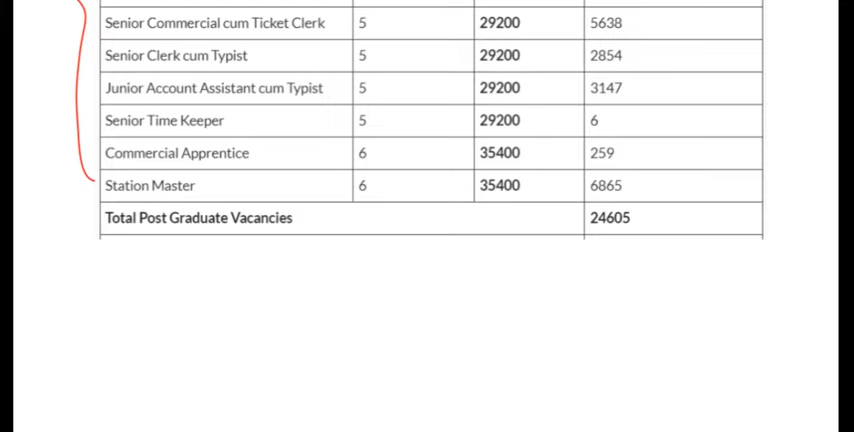 Senior Commercial cum Ticket Clerk 5 29200 5638
Senior Clerk cum Typist 5 29200 2854
Junior Account Assistant cum Typist 5 29200 3147
Senior Time Keeper 5 29200 6
Commercial Apprentice 6 35400 259
Station Master 6 35400 6865
Total Post Graduate Vacancies 24605